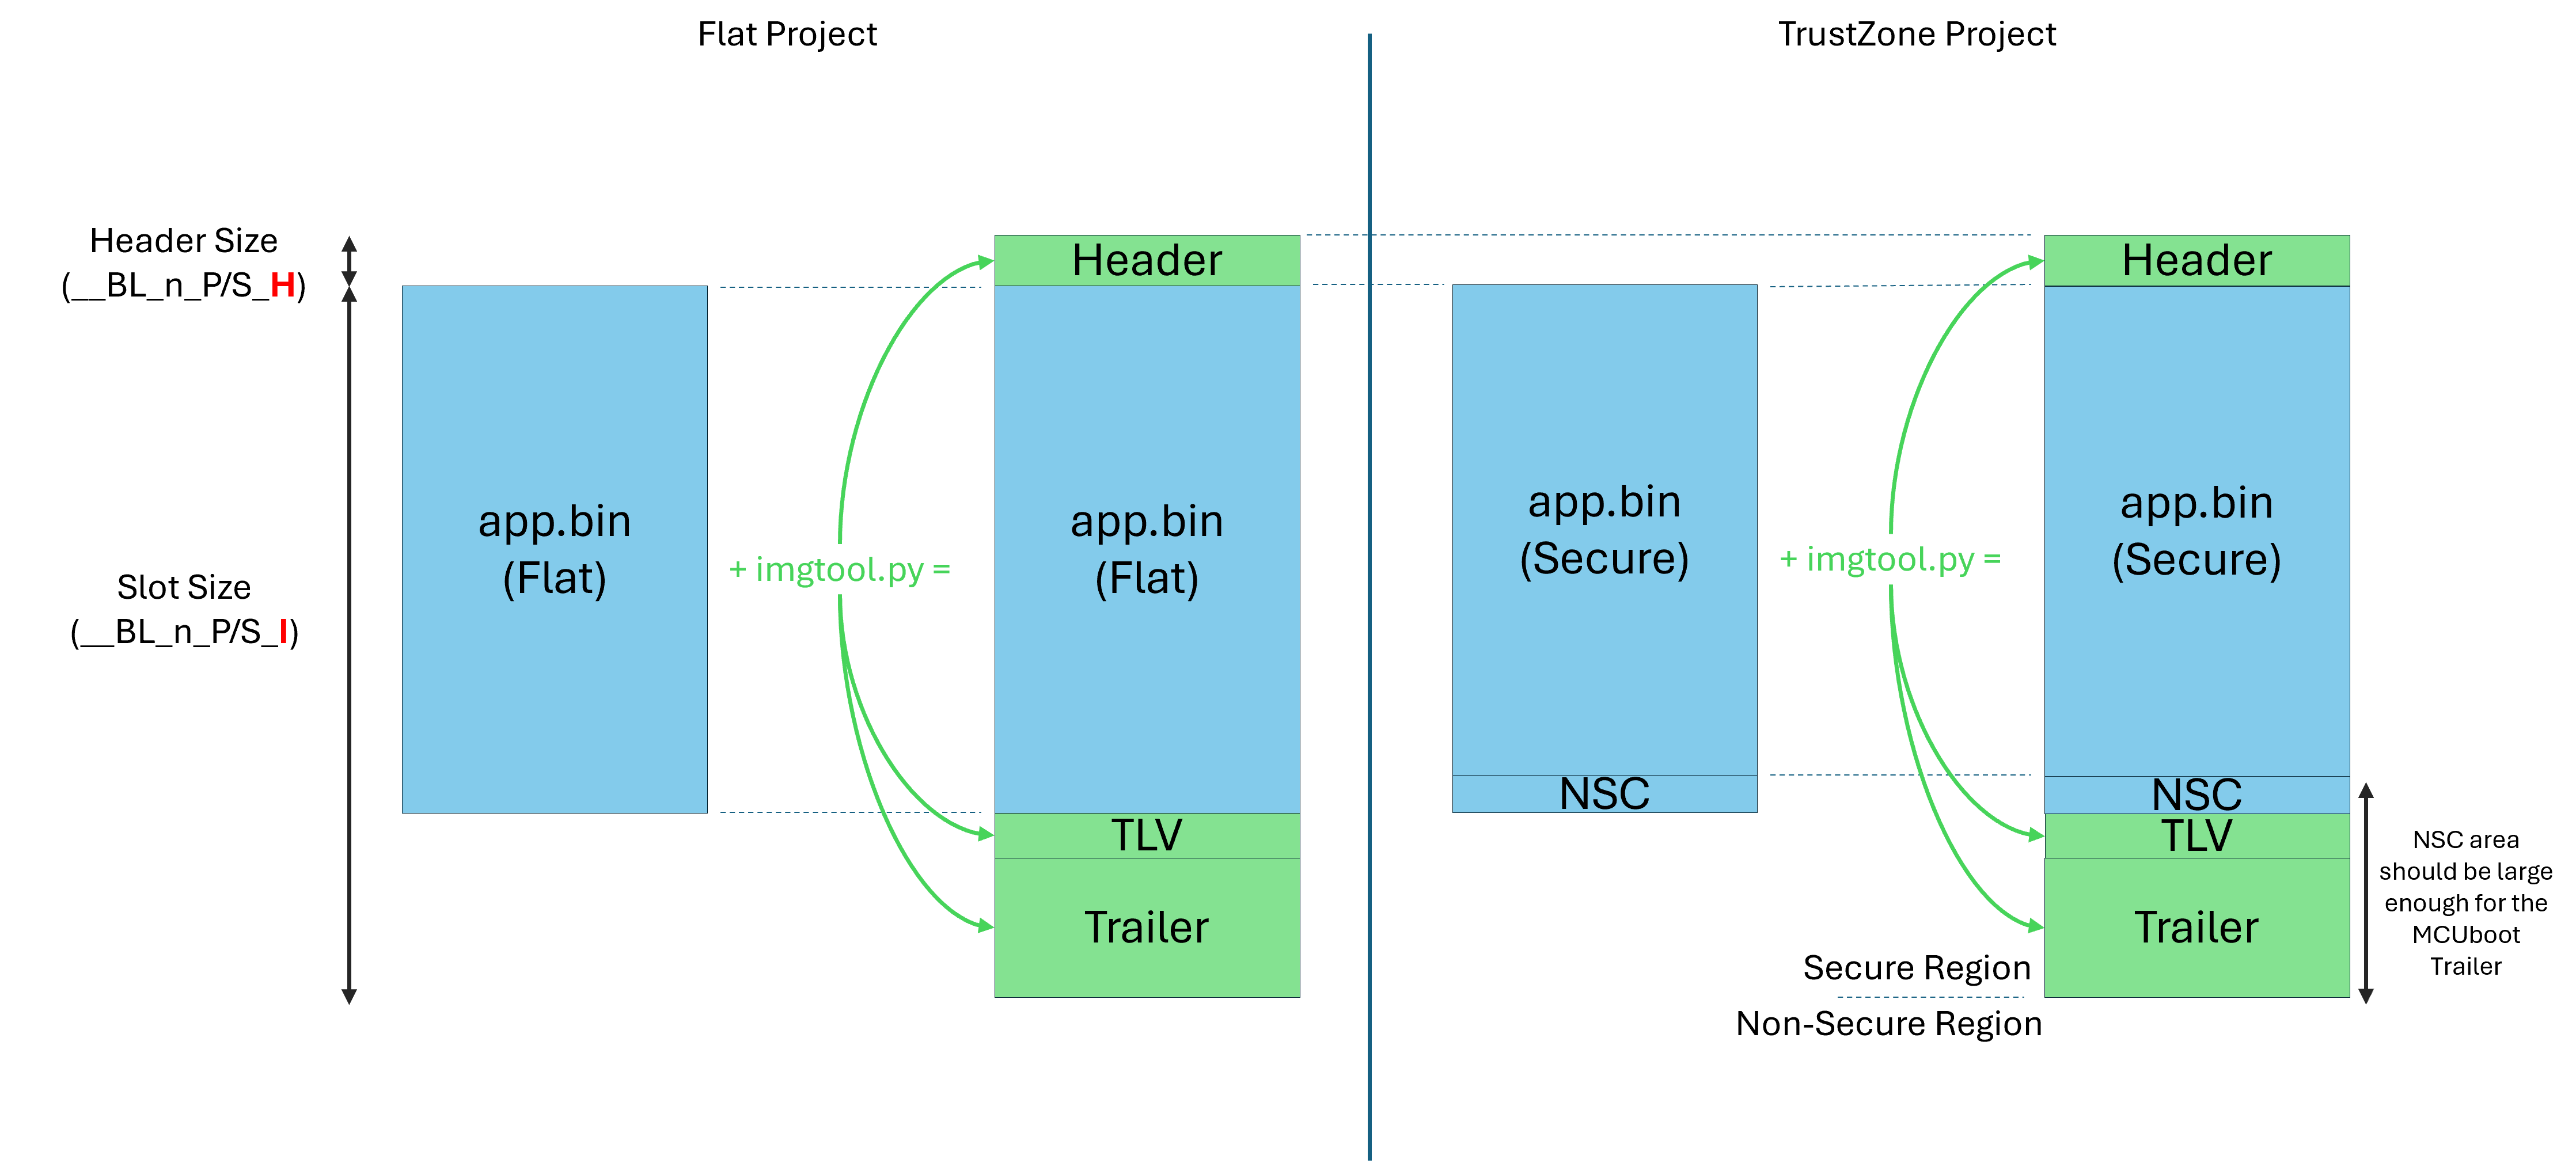 Flat Project
Header Size
(__BL_n_P/S_H)
Slot Size
(__BL_n_P/S_I)
app.bin
(Flat)
+ imgtool.py =
Header
app.bin
(Flat)
TLV
Trailer
TrustZone Project
app.bin
(Secure)
NSC
+ imgtool.py =
Header
app.bin
(Secure)
NSC
TLV
Trailer
Secure Region
Non-Secure Region
NSC area
should be large
enough for the
MCUboot
Trailer